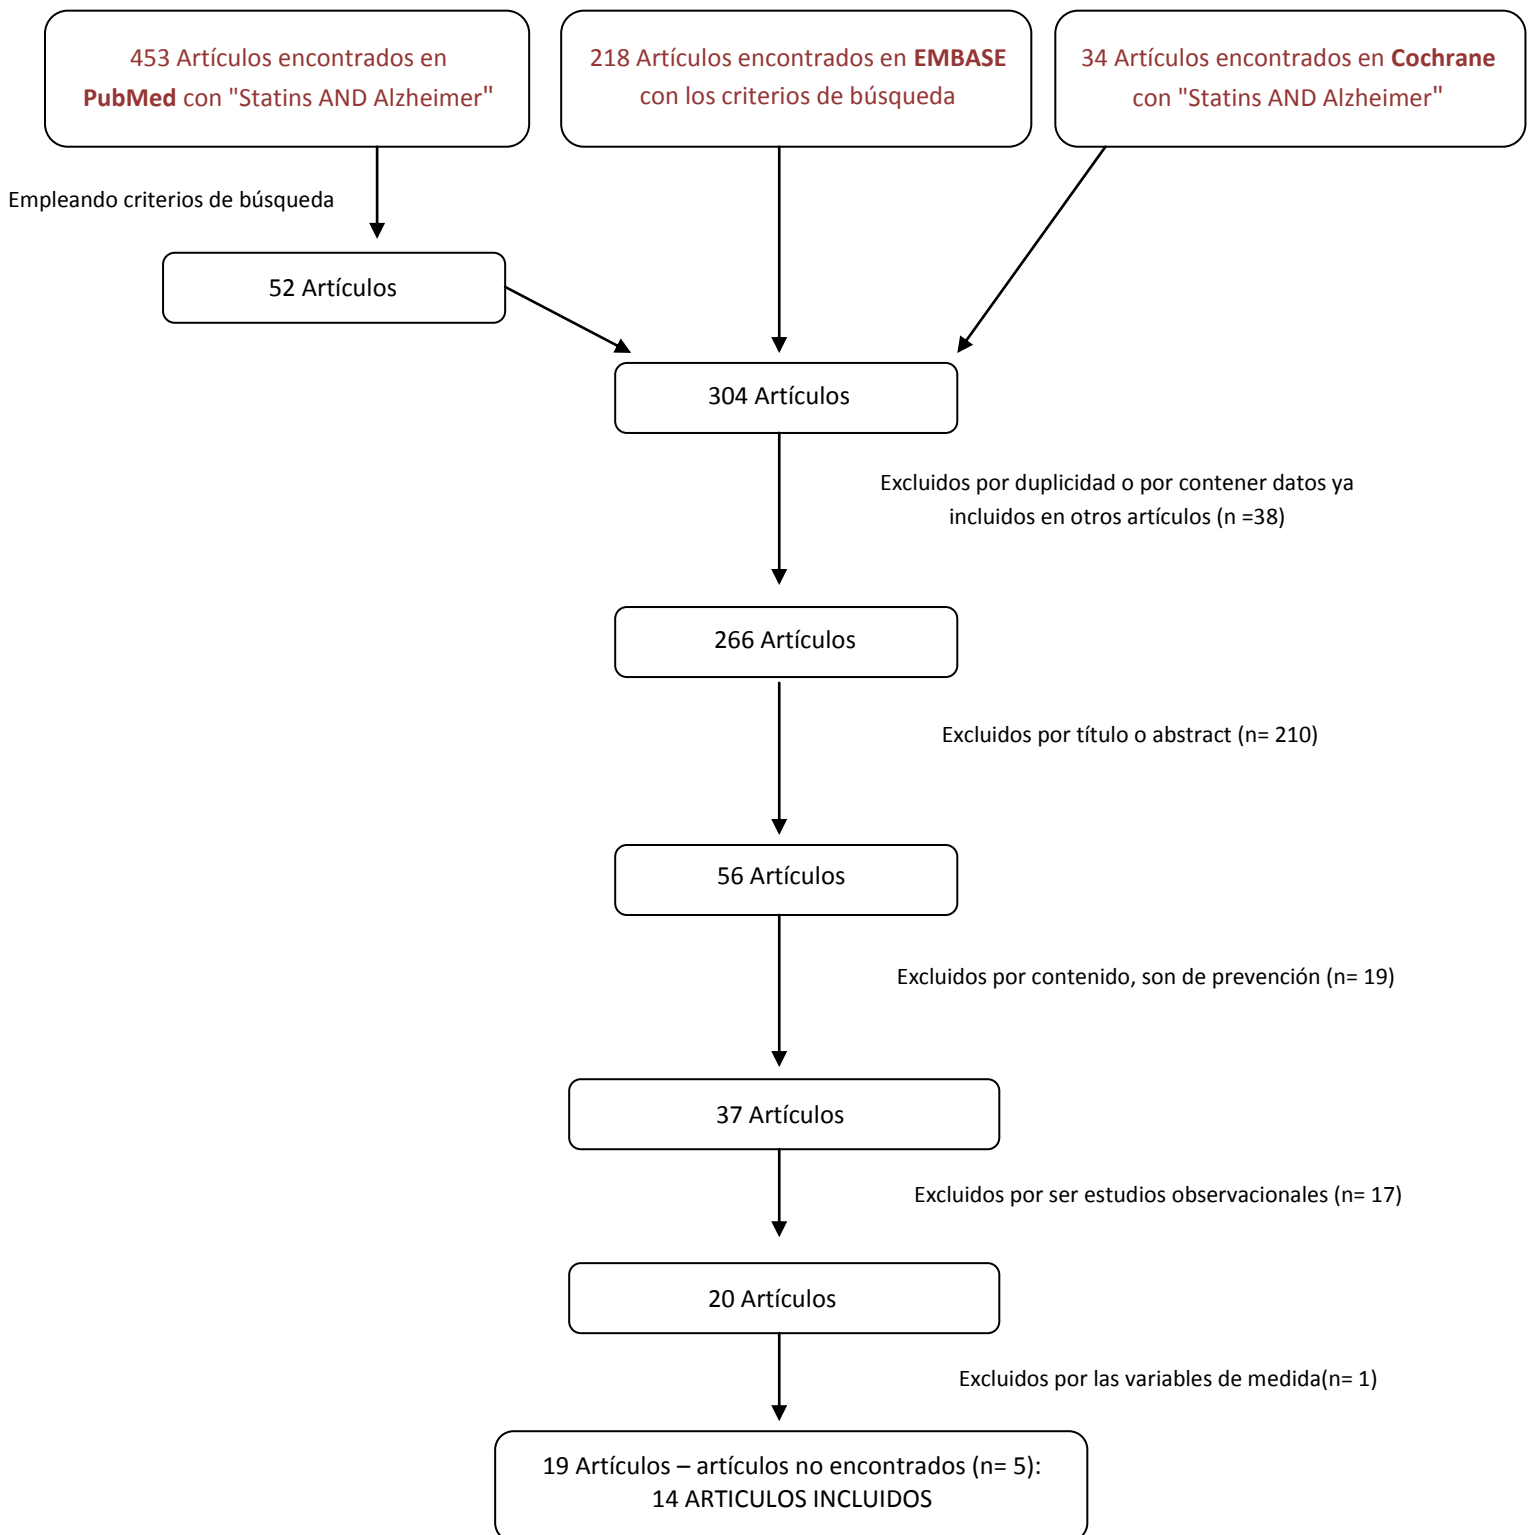 453 Artículos encontrados en
PubMed con "Statins AND Alzheimer"
218 Artículos encontrados en EMBASE
con los criterios de búsqueda
34 Artículos encontrados en Cochrane
con "Statins AND Alzheimer"
Empleando criterios de búsqueda
52 Artículos
304 Artículos
Excluidos por duplicidad o por contener datos ya
incluidos en otros artículos (n =38)
266 Artículos
Excluidos por título o abstract (n= 210)
56 Artículos
Excluidos por contenido, son de prevención (n= 19)
37 Artículos
Excluidos por ser estudios observacionales (n= 17)
20 Artículos
Excluidos por las variables de medida(n= 1)
19 Artículos – artículos no encontrados (n= 5):
14 ARTICULOS INCLUIDOS